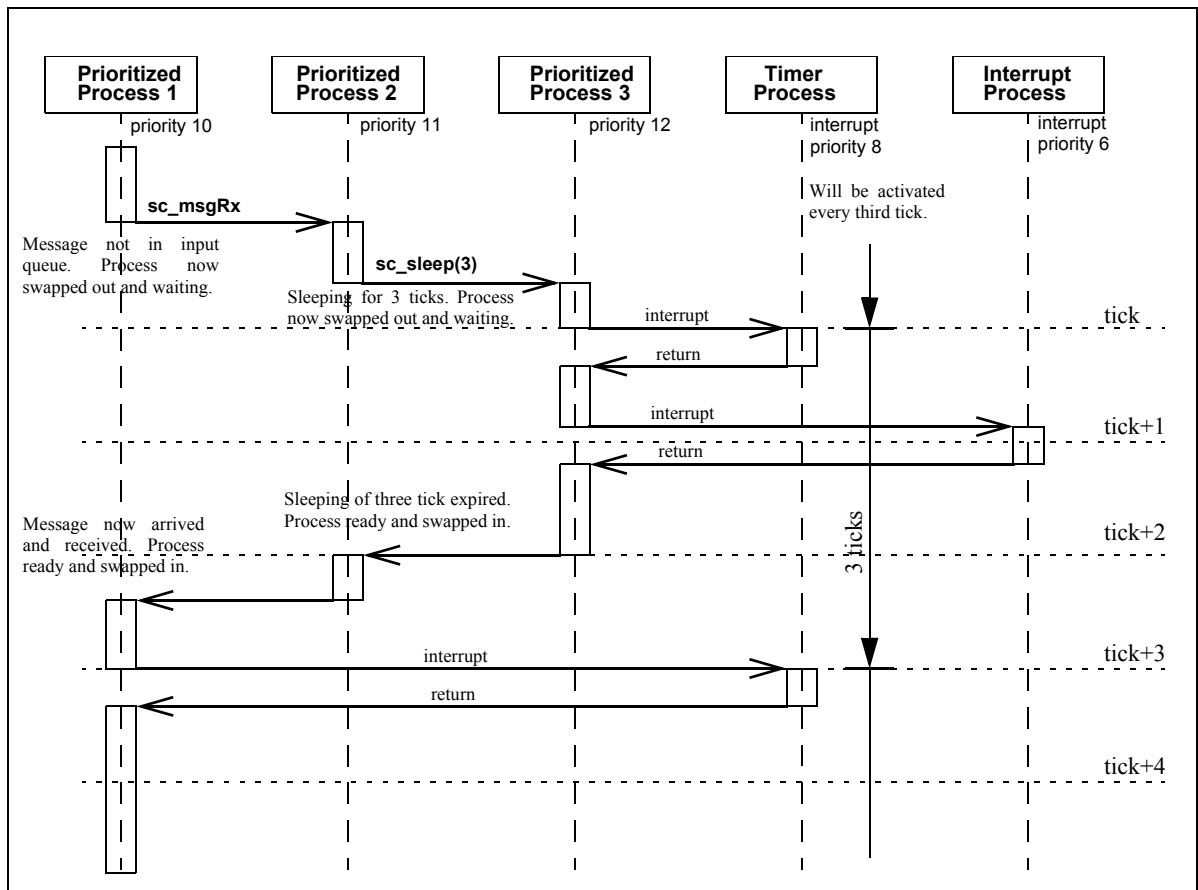 Prioritized
Process 1
Prioritized
Process 2
Prioritized
Process 3
Timer
Process
Interrupt
Process
priority 10
priority 11
priority 12
interrupt
priority 8
interrupt
priority 6
Will be activated
every third tick.
sc_msgRx
Message not in input
queue. Process now
swapped out and waiting.
sc_sleep(3)
Sleeping for 3 ticks. Process
now swapped out and waiting.
interrupt
tick
return
interrupt
tick+1
return
Sleeping of three tick expired.
Process ready and swapped in.
Message now arrived
and received. Process
ready and swapped in.
3 ticks
tick+2
interrupt
tick+3
return
tick+4